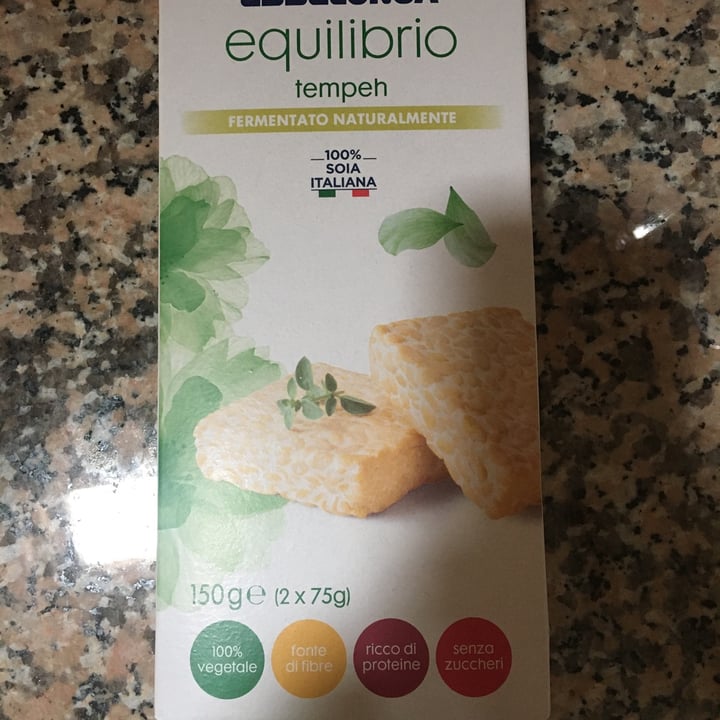 equilibrio
tempeh
FERMENTATO NATURALMENTE
100%
SOIA
ITALIANA
150g℮ (2 x 75g)
100%
vegetale
fonte
di fibre
ricco di
proteine
senza
zuccheri